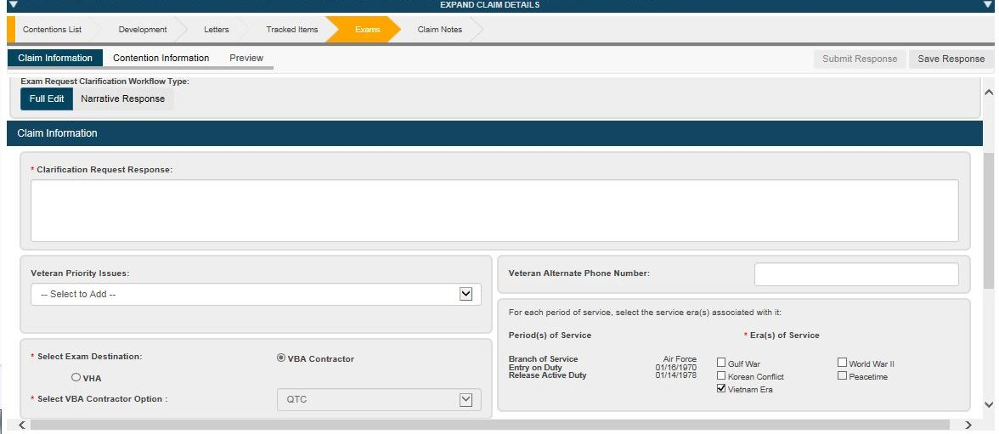 EXPAND CLAIM DETAILS
Contentions List Development Letters Tracked Items Exams Claim Notes
Claim Information Contention Information Preview Submit Response Save Response
Exam Request Clarification Workflow Type:
Full Edit Narrative Response
Claim Information
* Clarification Request Response:
Veteran Priority Issues:
-- Select to Add --
Veteran Alternate Phone Number:
For each period of service, select the service era(s) associated with it:
Period(s) of Service * Era(s) of Service
Branch of Service Air Force
Entry on Duty 01/16/1970
Release Active Duty 01/14/1978
Gulf War World War II
Korean Conflict Peacetime
Vietnam Era
* Select Exam Destination: VBA Contractor
VHA
* Select VBA Contractor Option : QTC